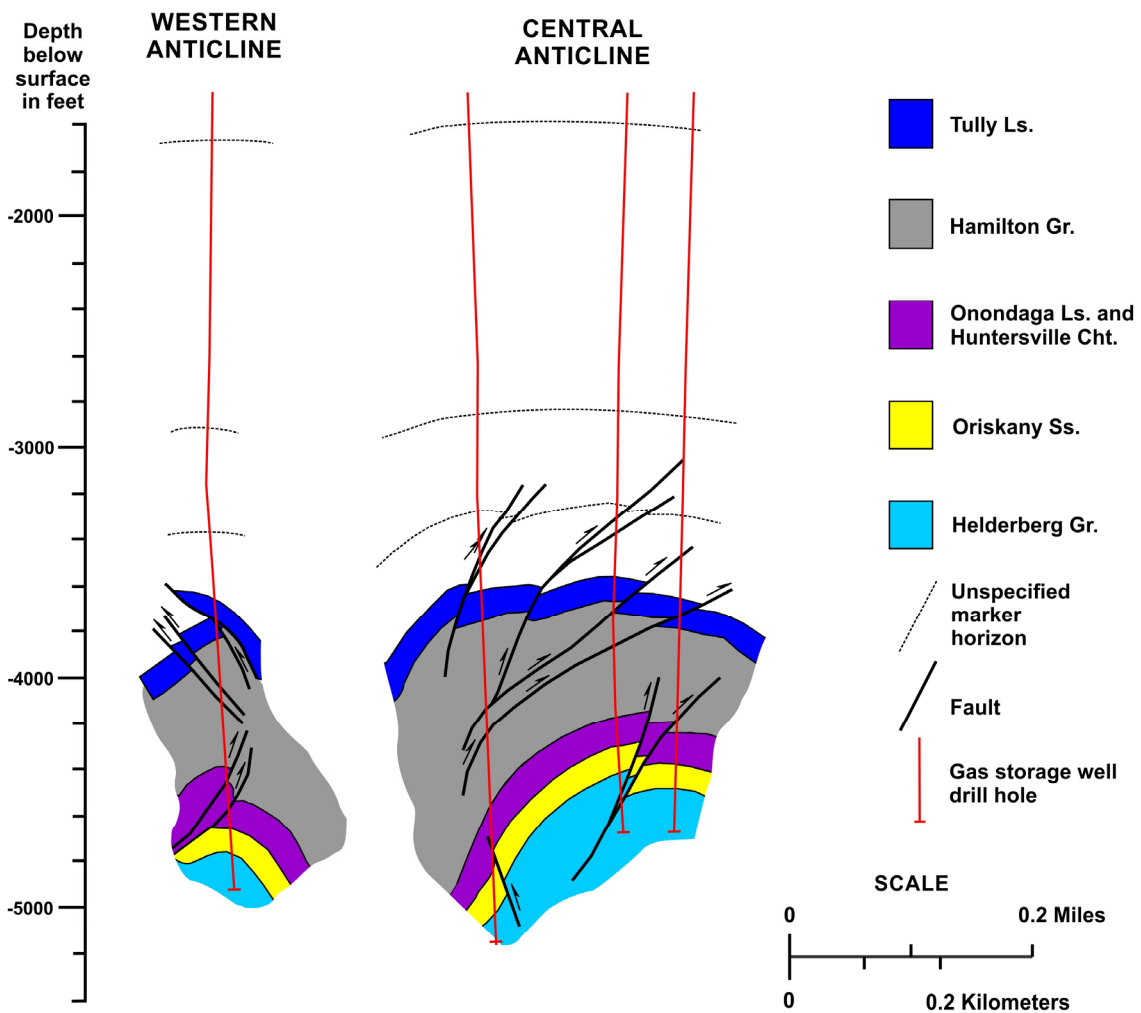 Depth
below
surface
in feet
WESTERN
ANTICLINE
CENTRAL
ANTICLINE
-2000
-3000
-4000
-5000
Tully Ls.
Hamilton Gr.
Onondaga Ls. and
Huntersville Cht.
Oriskany Ss.
Helderberg Gr.
Unspecified
marker
horizon
Fault
Gas storage well
drill hole
SCALE
0
0.2 Miles
0
0.2 Kilometers